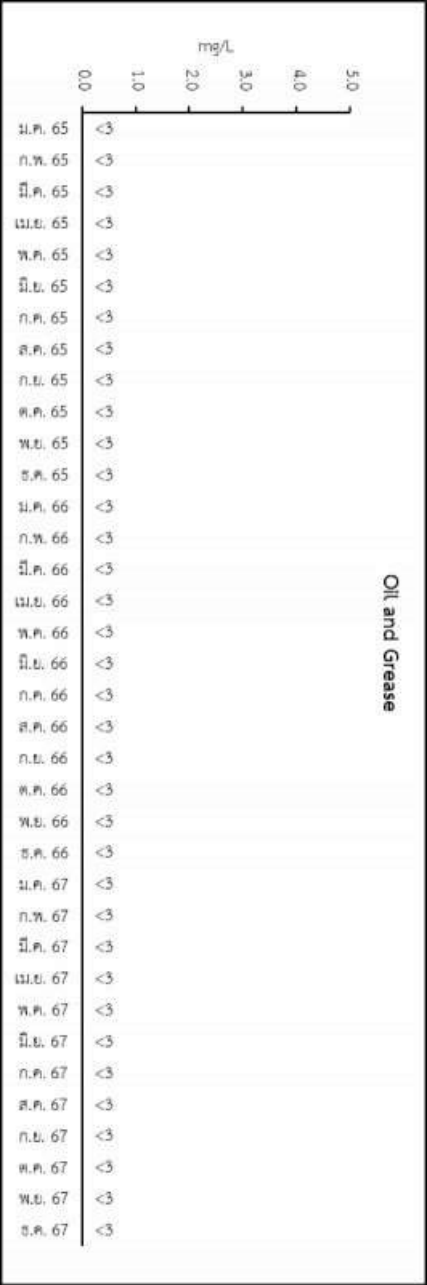 Oil and Grease
mg/L
0.0 1.0 2.0 3.0 4.0 5.0
ม.ค. 65 <3
ก.พ. 65 <3
มี.ค. 65 <3
เม.ย. 65 <3
พ.ค. 65 <3
มิ.ย. 65 <3
ก.ค. 65 <3
ส.ค. 65 <3
ก.ย. 65 <3
ต.ค. 65 <3
พ.ย. 65 <3
ธ.ค. 65 <3
ม.ค. 66 <3
ก.พ. 66 <3
มี.ค. 66 <3
เม.ย. 66 <3
พ.ค. 66 <3
มิ.ย. 66 <3
ก.ค. 66 <3
ส.ค. 66 <3
ก.ย. 66 <3
ต.ค. 66 <3
พ.ย. 66 <3
ธ.ค. 66 <3
ม.ค. 67 <3
ก.พ. 67 <3
มี.ค. 67 <3
เม.ย. 67 <3
พ.ค. 67 <3
มิ.ย. 67 <3
ก.ค. 67 <3
ส.ค. 67 <3
ก.ย. 67 <3
ต.ค. 67 <3
พ.ย. 67 <3
ธ.ค. 67 <3